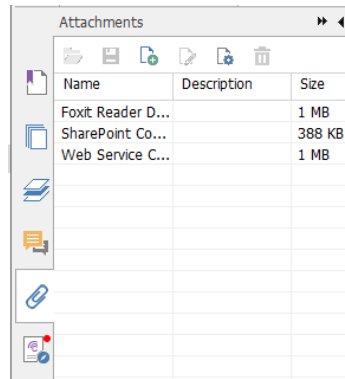 Attachments
Name Description Size
Foxit Reader D... 1 MB
SharePoint Co... 388 KB
Web Service C... 1 MB